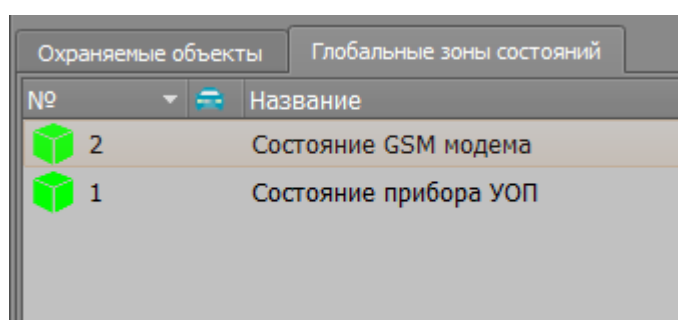 Охраняемые объекты Глобальные зоны состояний
№ Название
2 Состояние GSM модема
1 Состояние прибора УОП